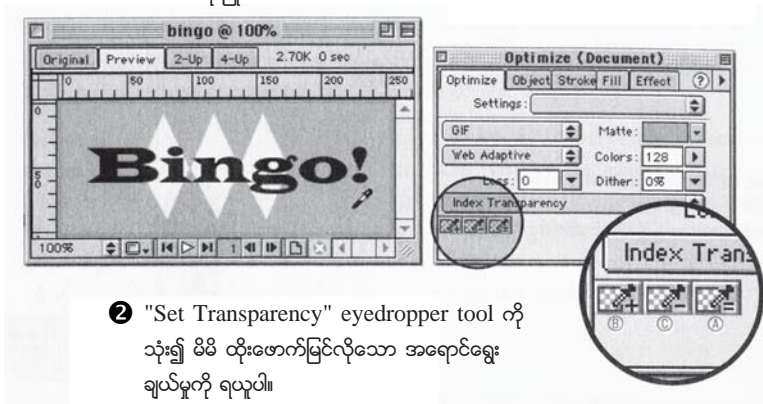 bingo @ 100%
Original Preview 2-Up 4-Up 2.70K 0 sec
0 50 100 150 200 250
0
50
Bingo!
100% 1
Optimize (Document)
Optimize Object Stroke Fill Effect ?
Settings:
GIF Matte:
Web Adaptive Colors: 128
Loss: 0 Dither: 0%
Index Transparency
Index Trans
B C A
❷ "Set Transparency" eyedropper tool ကို
သုံး၍ မိမိ ထိုးဖောက်မြင်လိုသော အရောင်ရွေး
ချယ်မှုကို ရယူပါ။